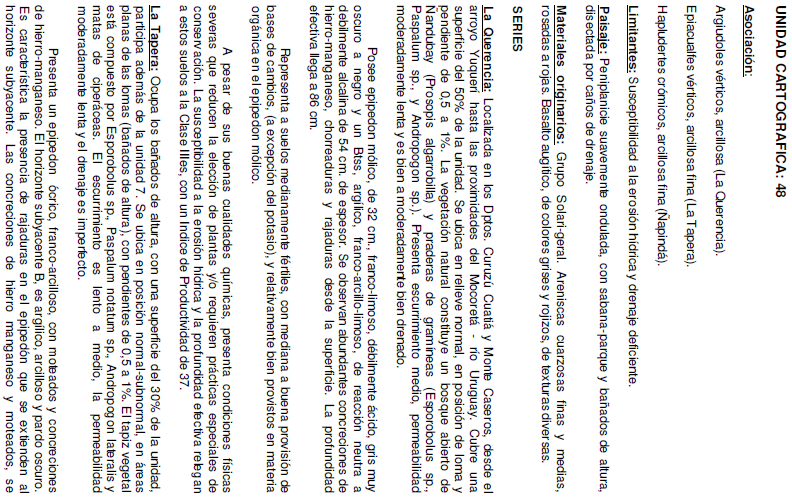 UNIDAD CARTOGRAFICA: 48
Asociación:
Argiudoles vérticos, arcillosa (La Querencia).
Epiacualfes vérticos, arcillosa fina (La Tapera).
Hapludertes crómicos, arcillosa fina (Ñapindá).
Limitantes: Susceptibilidad a la erosión hídrica y drenaje deficiente.
Paisaje: Peniplanicie suavemente ondulada, con sabana-parque y bañados de altura,
disectada por caños de drenaje.
Materiales originarios: Grupo Solari-geral. Areniscas cuarzosas finas y medias,
rosadas a rojas. Basalto augítico, de colores grises y rojizos, de texturas diversas.
SERIES
La Querencia: Localizada en los Dptos. Curuzú Cuatiá y Monte Caseros, desde el
arroyo Yuquerí hasta las proximidades del Mocoretá - río Uruguay. Cubre una
superficie del 50% de la unidad. Se ubica en relieve normal, en posición de loma y
pendiente de 0,5 a 1%. La vegetación natural constituye un bosque abierto de
Nandubay (Prosopis algarrobilla) y praderas de gramíneas (Esporobolus sp.,
Paspalum sp., y Andropogon sp.). Presenta escurrimiento medio, permeabilidad
moderadamente lenta y es bien a moderadamente bien drenado.
Posee epipedón mólico, de 32 cm., franco-limoso, débilmente ácido, gris muy
oscuro a negro y un Btss, argílico, franco-arcillo-limoso, de reacción neutra a
debilmente alcalina de 54 cm. de espesor. Se observan abundantes concreciones de
hierro-manganeso, chorreaduras y rajaduras desde la superficie. La profundidad
efectiva llega a 86 cm.
Representa a suelos medianamente fértiles, con mediana a buena provisión de
bases de cambios, (a excepción del potasio), y relativamente bien provistos en materia
orgánica en el epipedon mólico.
A pesar de sus buenas cualidades químicas, presenta condiciones físicas
severas que reducen la elección de plantas y/o requieren prácticas especiales de
conservación. La susceptibilidad a la erosión hídrica y la profundidad efectiva relegan
a estos suelos a la Clase IIIes, con un Indice de Productividad de 37.
La Tapera: Ocupa los bañados de altura, con una superficie del 30% de la unidad,
participa además de la unidad 7. Se ubica en posición normal-subnormal, en áreas
planas de las lomas (bañados de altura), con pendientes de 0,5 a 1%. El tapiz vegetal
está compuesto por Esporobolus sp., Paspalum notatum sp., Andropogon lateralis y
matas de ciperáceas. El escurrimiento es lento a medio, la permeabilidad
moderadamente lenta y el drenaje es imperfecto.
Presenta un epipedon ócrico, franco-arcilloso, con moteados y concreciones
de hierro-manganeso. El horizonte subyacente B, es argílico, arcilloso y pardo oscuro.
Es característica la presencia de rajaduras en el epipedón que se extienden al
horizonte subyacente. Las concreciones de hierro manganeso y moteados, se